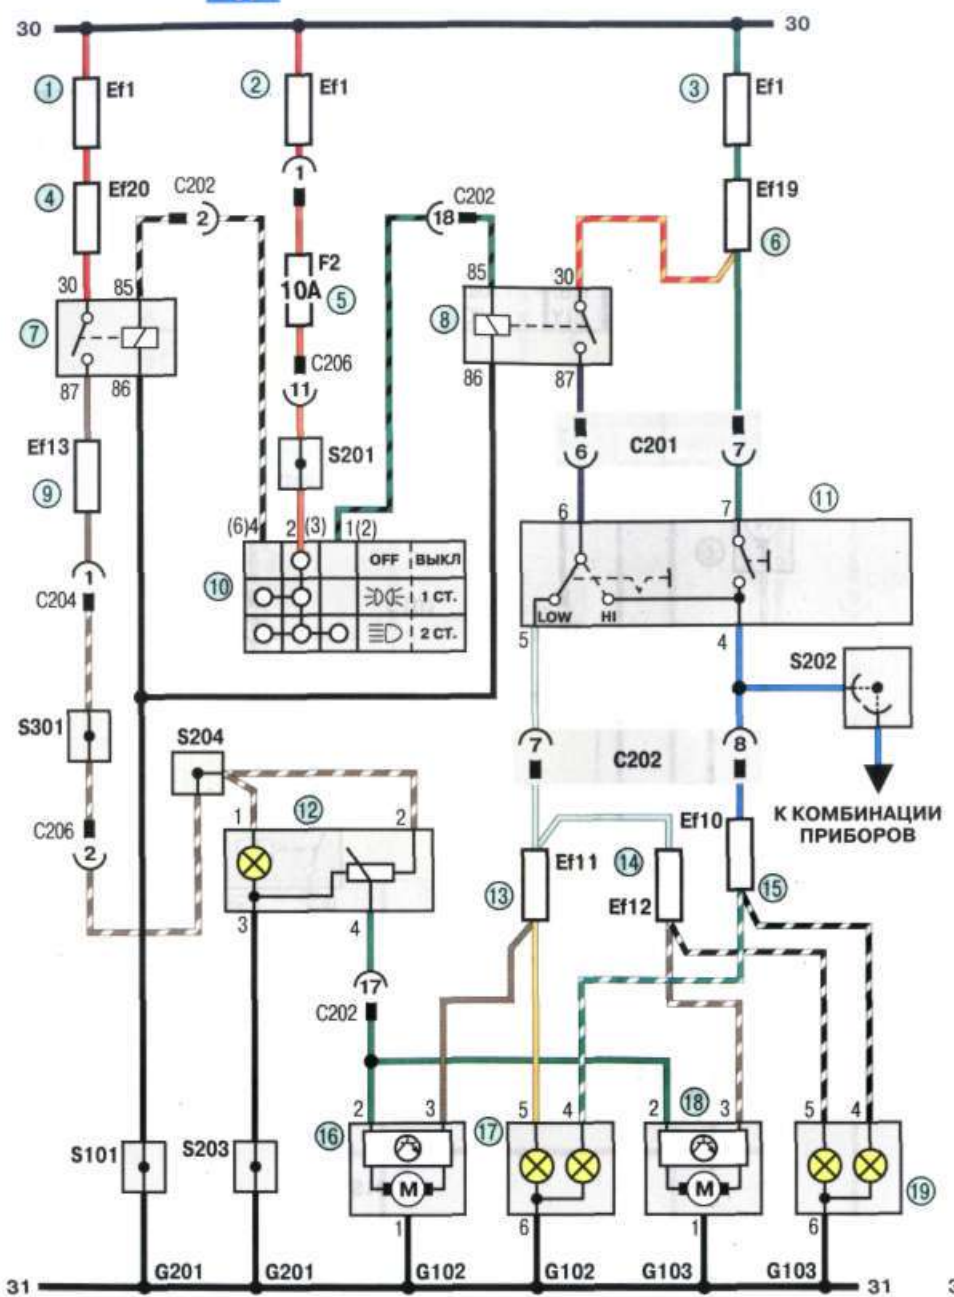 30 30
1 Ef1 2 Ef1 3 Ef1
1
4 Ef20 C202 C202 Ef19
2 18
F2 6
30 85 10A 5 85 30
7 8
C206
87 86 11 86 87
Ef13 S201 6 C201 7
9
(6)4 2 (3) 1(2) 6 7 11
10 OFF ВЫКЛ
1 C204 1 СТ.
2 СТ. LOW HI
5 4 S202
S301 S204 7 C202 8
1 12 2 К КОМБИНАЦИИ
ПРИБОРОВ
C206 Ef10
2 Ef11 14
13 15
Ef12
3 4
17
C202
2 3 5 4 2 18 3 5 4
16 17
S101 S203
M M 19
1 6 1 6
G201 G201 G102 G102 G103 G103
31 31